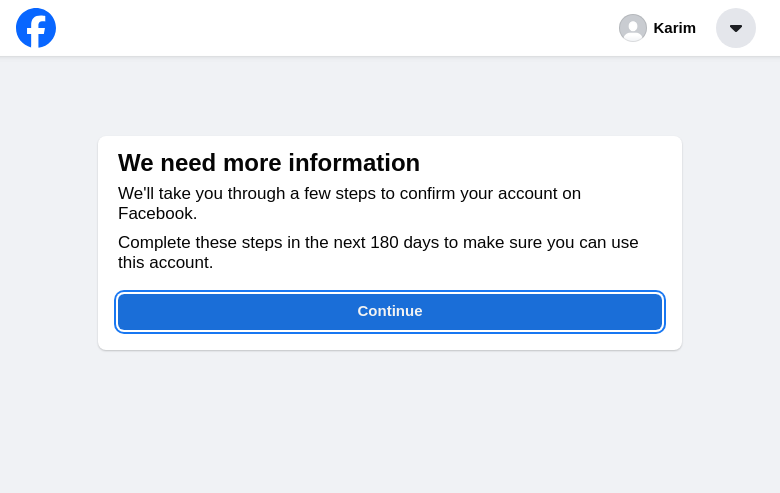 Karim
We need more information
We'll take you through a few steps to confirm your account on
Facebook.
Complete these steps in the next 180 days to make sure you can use
this account.
Continue